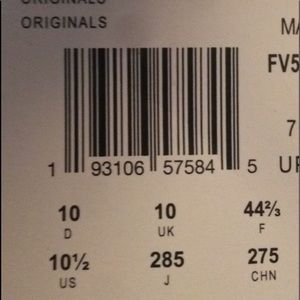 ORIGINALS
ORIGINALS
MA
FV5
7
1 93106 57584 5
UP
10 10 44⅔
D UK F
10½ 285 275
US J CHN